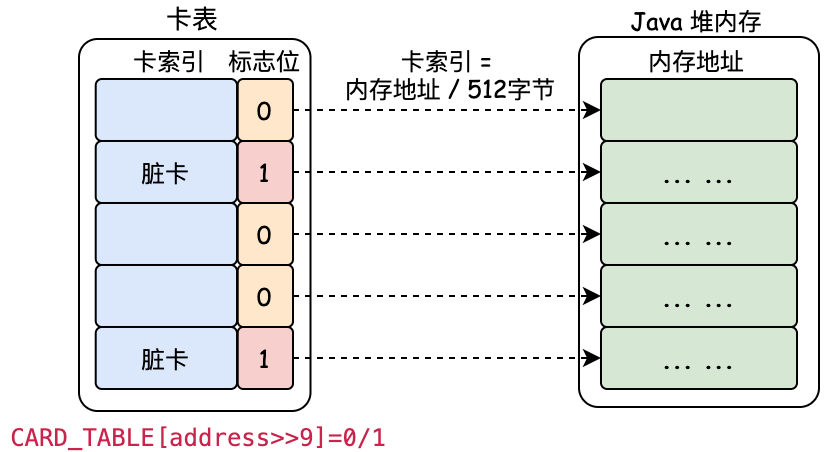 卡表
Java 堆内存
卡索引 标志位
卡索引 =
内存地址 / 512字节
内存地址
0
脏卡 1
... ...
0
... ...
0
... ...
脏卡 1
... ...
CARD_TABLE[address>>9]=0/1